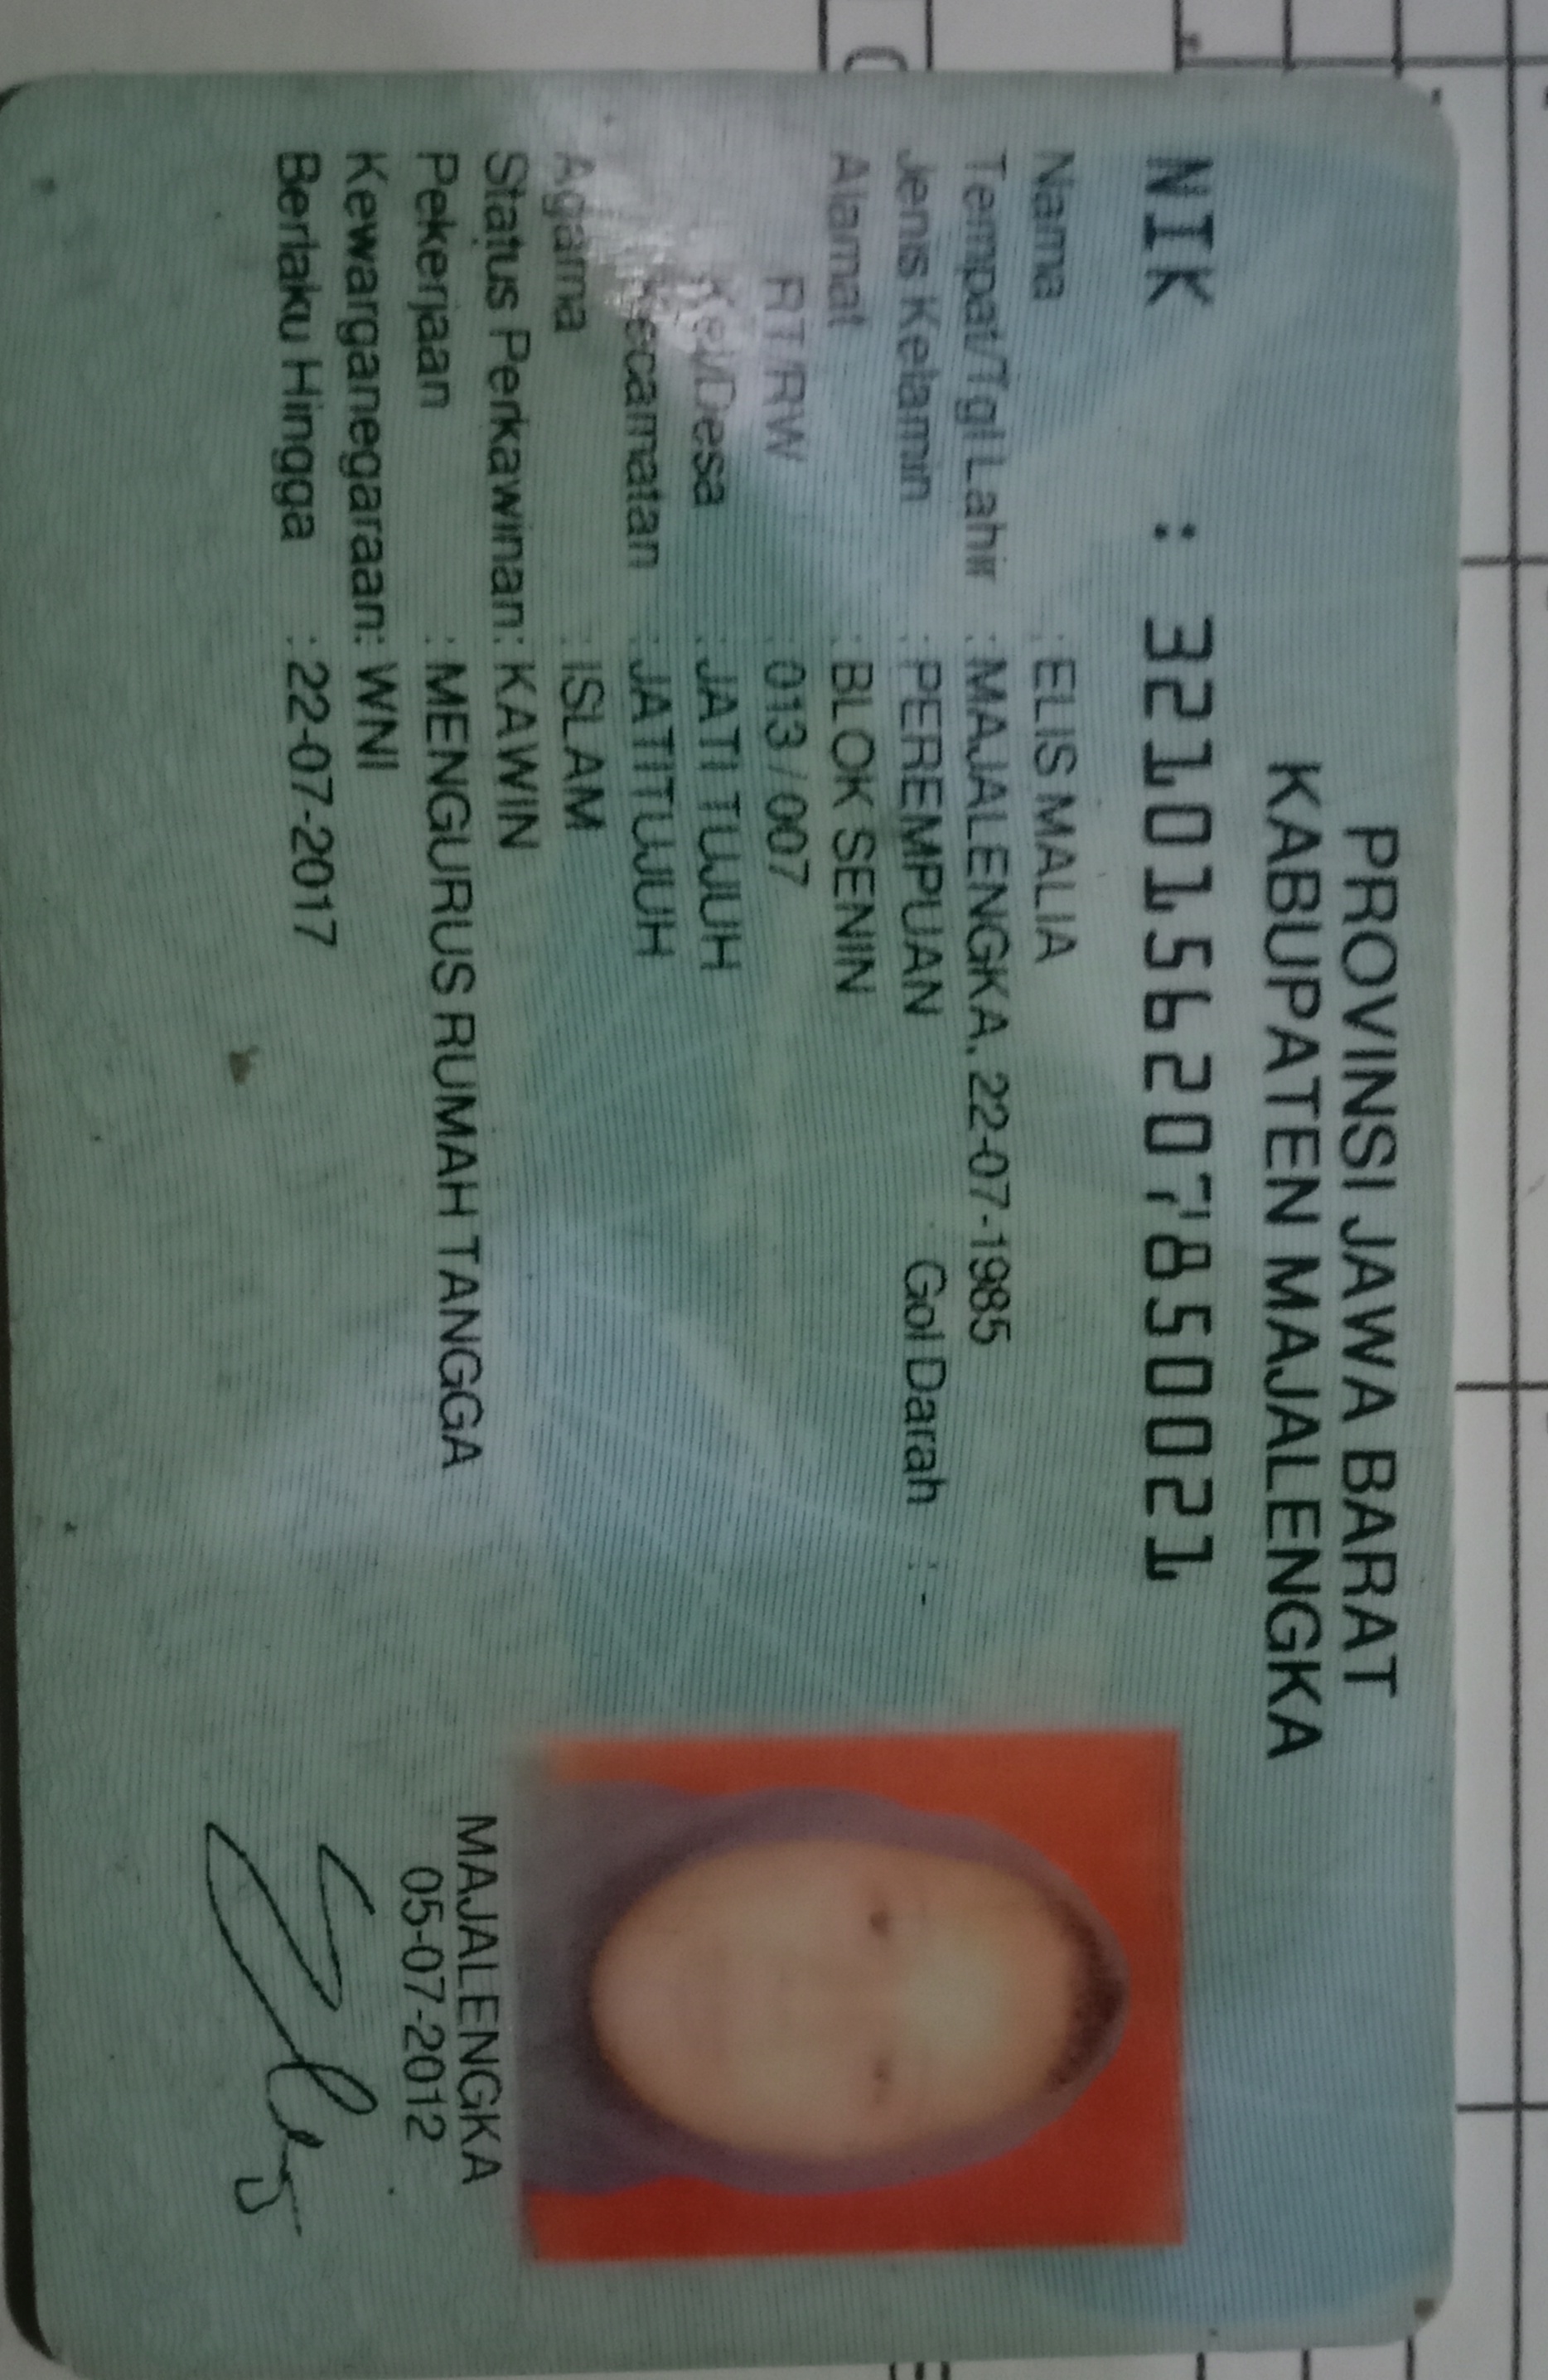 PROVINSI JAWA BARAT
KABUPATEN MAJALENGKA
NIK : 3210156207850021
Nama : ELIS MALIA
Tempat/Tgl Lahir : MAJALENGKA, 22-07-1985
Jenis Kelamin : PEREMPUAN Gol Darah : -
Alamat : BLOK SENIN
RT/RW : 013 / 007
Kel/Desa : JATI TUJUH
Kecamatan : JATITUJUH
Agama : ISLAM
Status Perkawinan: KAWIN
Pekerjaan : MENGURUS RUMAH TANGGA
Kewarganegaraan: WNI
Berlaku Hingga : 22-07-2017
MAJALENGKA
05-07-2012